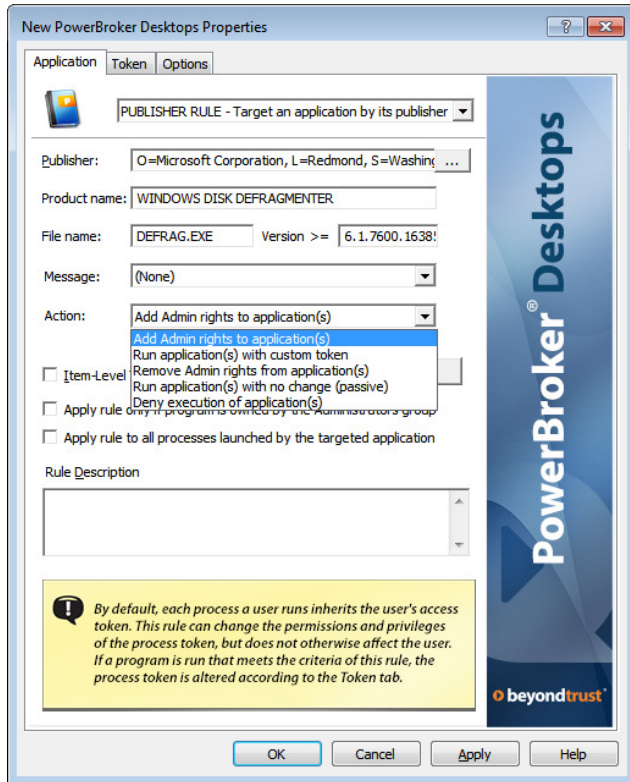 New PowerBroker Desktops Properties
Application
Token
Options
PUBLISHER RULE - Target an application by its publisher
Publisher:
O=Microsoft Corporation, L=Redmond, S=Washing
...
Product name:
WINDOWS DISK DEFRAGMENTER
File name:
DEFRAG.EXE
Version >=
6.1.7600.1638
Message:
(None)
Action:
Add Admin rights to application(s)
Add Admin rights to application(s)
Run application(s) with custom token
Remove Admin rights from application(s)
Run application(s) with no change (passive)
Deny execution of application(s)
Item-Level
Apply rule only if program is owned by the Administrators group
Apply rule to all processes launched by the targeted application
Rule Description
By default, each process a user runs inherits the user's access
token. This rule can change the permissions and privileges
of the process token, but does not otherwise affect the user.
If a program is run that meets the criteria of this rule, the
process token is altered according to the Token tab.
PowerBroker® Desktops
beyondtrust
OK
Cancel
Apply
Help